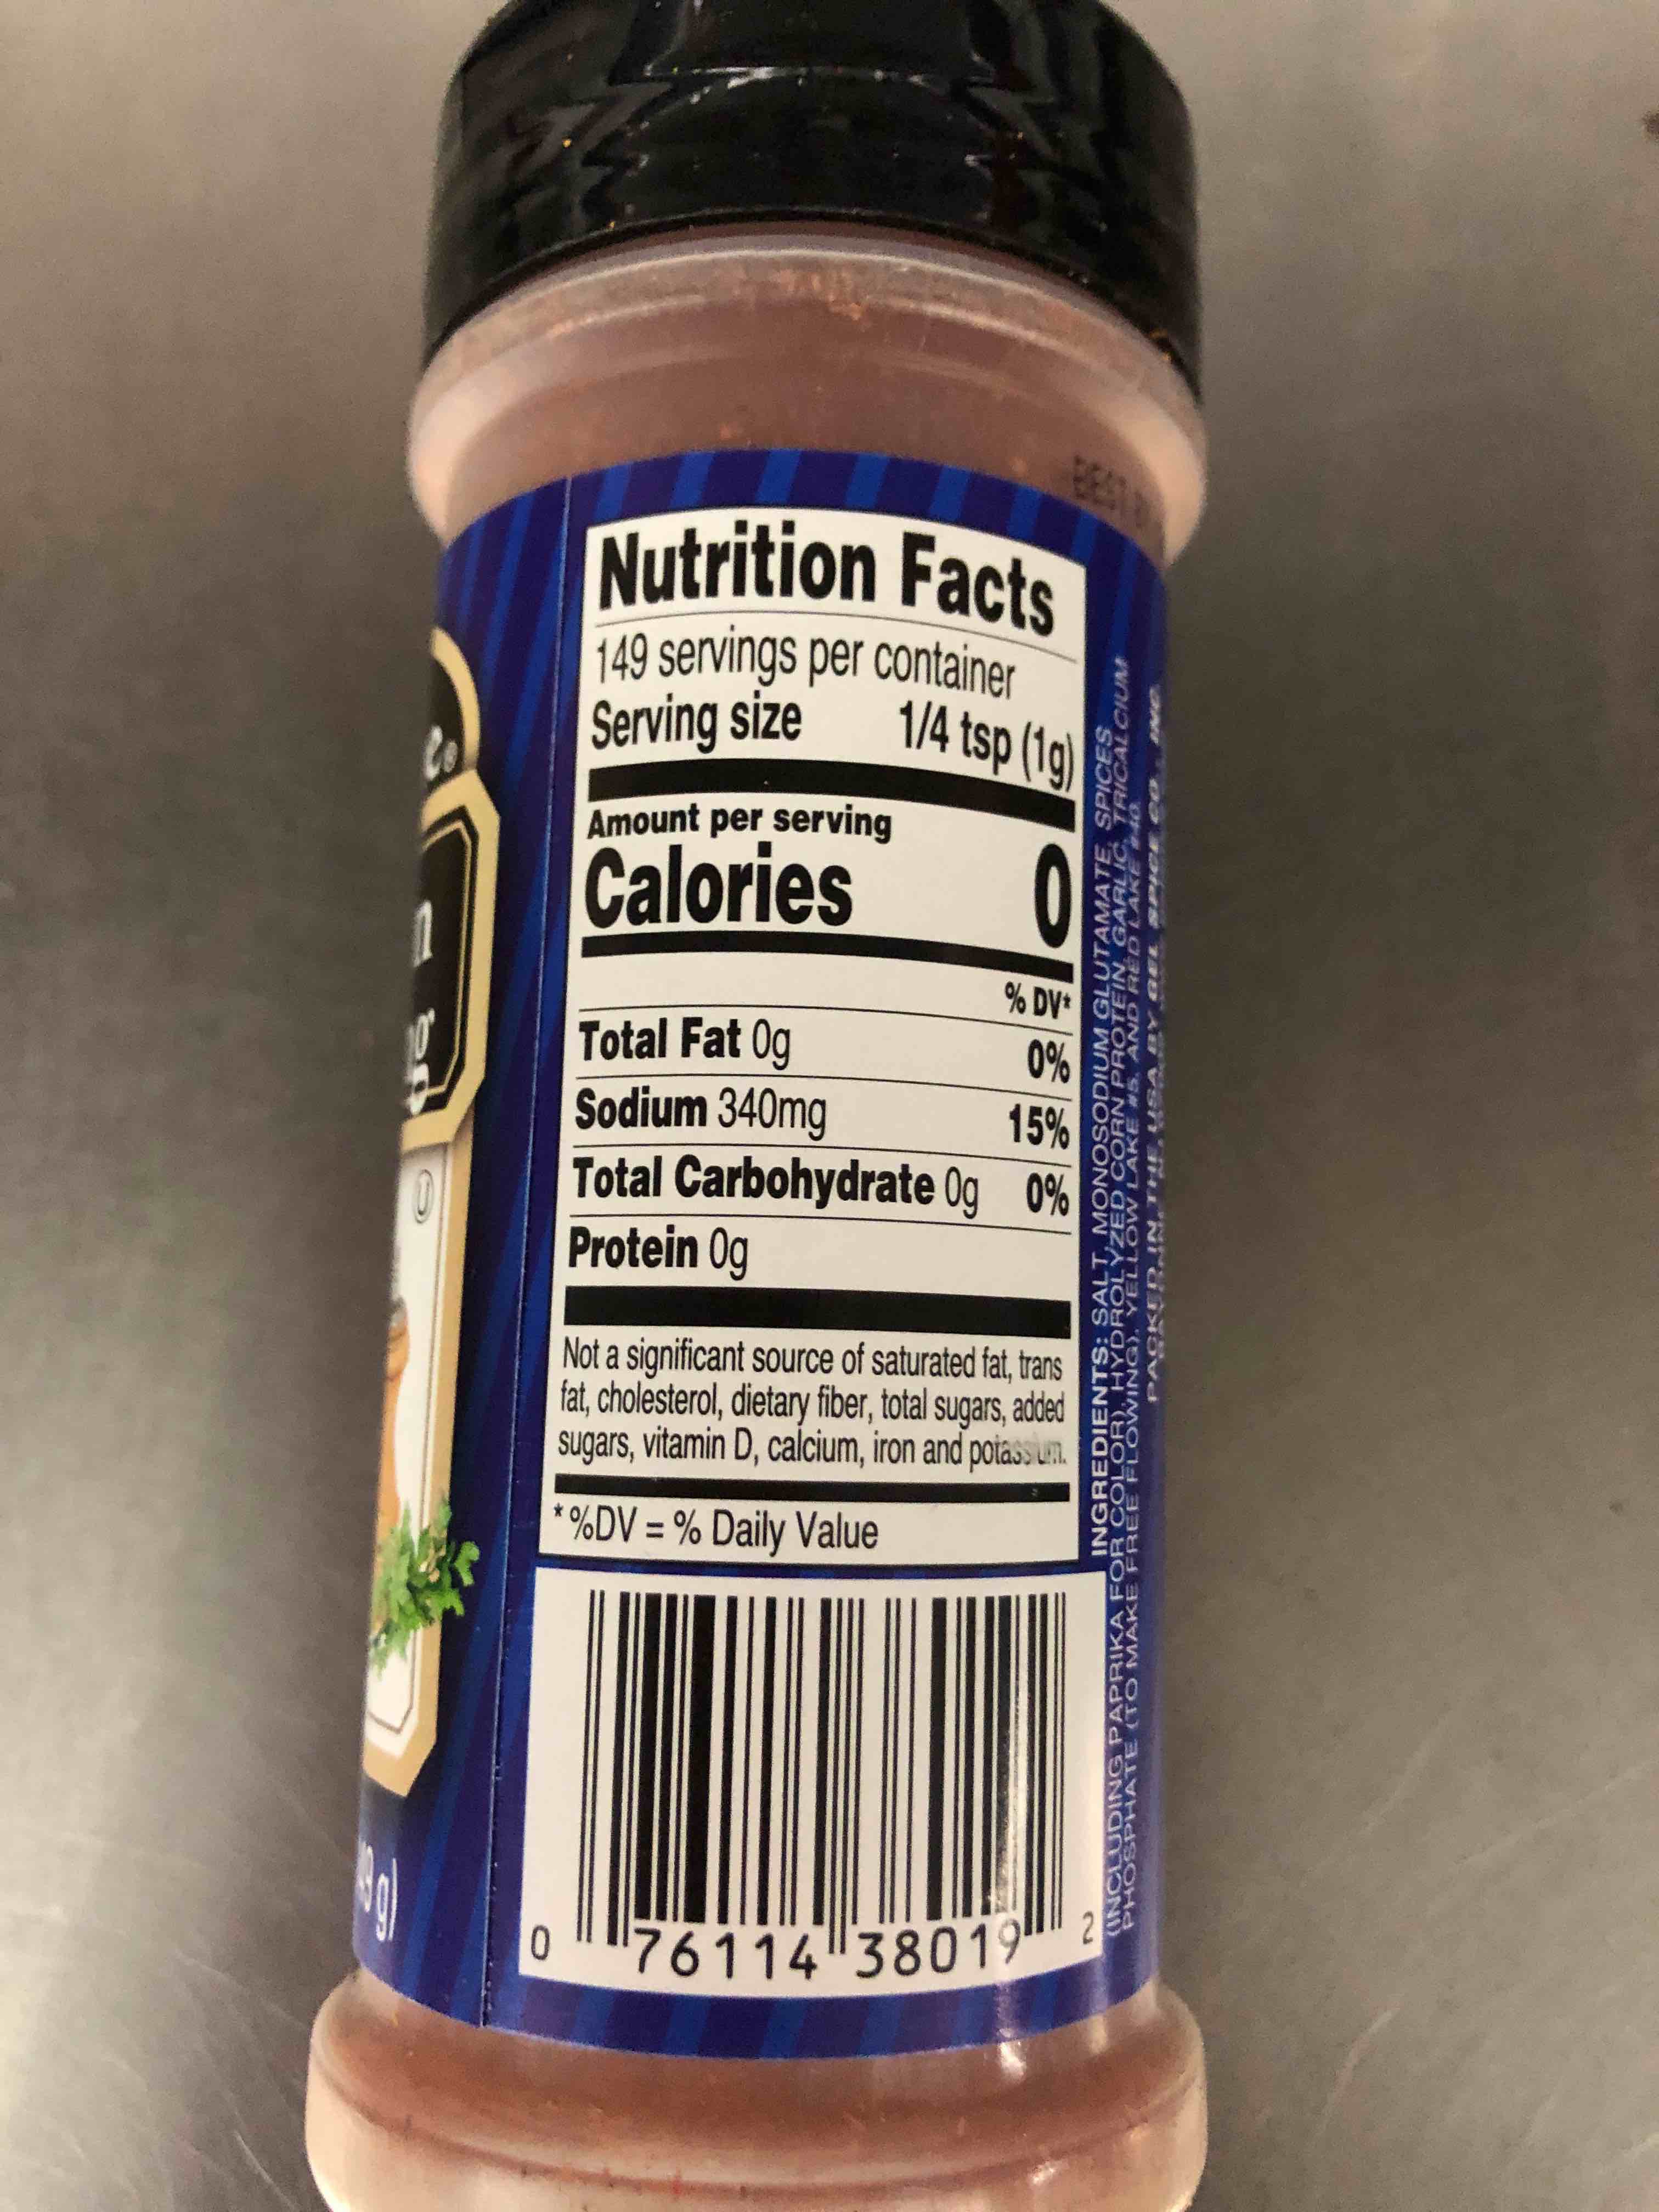 BEST B
Nutrition Facts
149 servings per container
Serving size 1/4 tsp (1g)
Amount per serving
Calories 0
% DV*
Total Fat 0g 0%
Sodium 340mg 15%
Total Carbohydrate 0g 0%
Protein 0g
Not a significant source of saturated fat, trans
fat, cholesterol, dietary fiber, total sugars, added
sugars, vitamin D, calcium, iron and potassium.
*%DV = % Daily Value
0 76114 38019 2
INGREDIENTS: SALT, MONOSODIUM GLUTAMATE, SPICES
(INCLUDING PAPRIKA FOR COLOR), HYDROLYZED CORN PROTEIN, GARLIC, TRICALCIUM
PHOSPHATE (TO MAKE FREE FLOWING), YELLOW LAKE #5, AND RED LAKE #40.
PACKED IN THE USA BY GEL SPICE CO., INC.
e®
n
g
U
g)